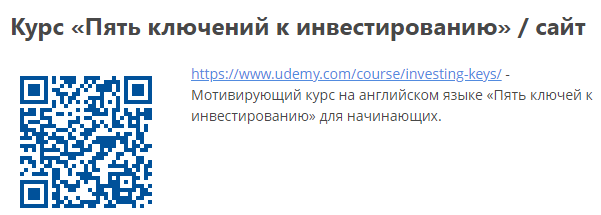 Курс «Пять ключений к инвестированию» / сайт
https://www.udemy.com/course/investing-keys/ -
Мотивирующий курс на английском языке «Пять ключей к
инвестированию» для начинающих.